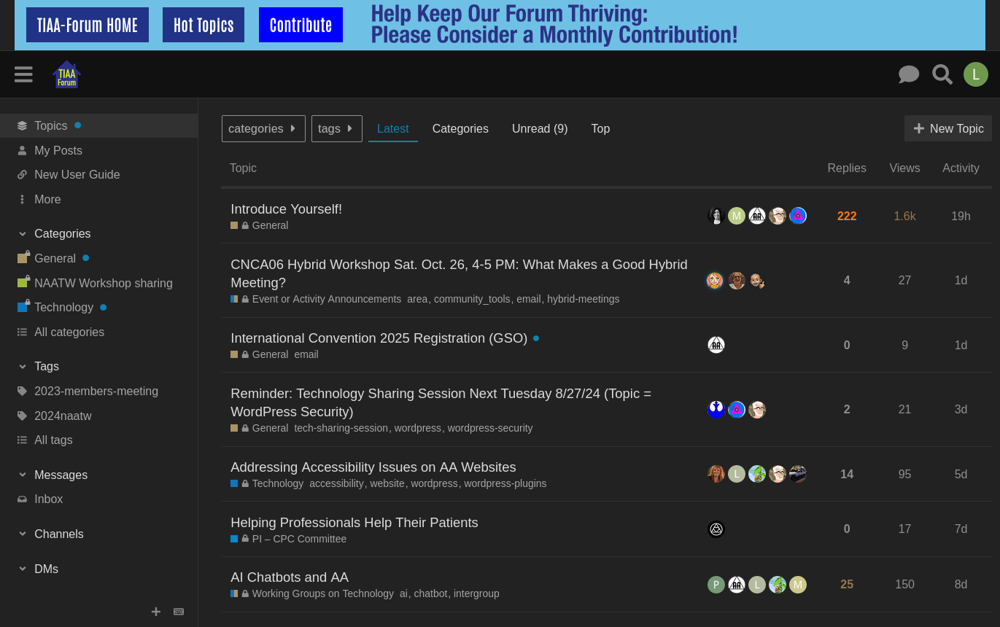 TIAA-Forum HOME Hot Topics Contribute Help Keep Our Forum Thriving:
Please Consider a Monthly Contribution!
TIAA
Forum
L
Topics
My Posts
New User Guide
More
Categories
General
NAATW Workshop sharing
Technology
All categories
Tags
2023-members-meeting
2024naatw
All tags
Messages
Inbox
Channels
DMs
categories tags Latest Categories Unread (9) Top New Topic
Topic Replies Views Activity
Introduce Yourself!
General
M AA 222 1.6k 19h
CNCA06 Hybrid Workshop Sat. Oct. 26, 4-5 PM: What Makes a Good Hybrid
Meeting?
Event or Activity Announcements area, community_tools, email, hybrid-meetings
4 27 1d
International Convention 2025 Registration (GSO)
General email
AA 0 9 1d
Reminder: Technology Sharing Session Next Tuesday 8/27/24 (Topic =
WordPress Security)
General tech-sharing-session, wordpress, wordpress-security
2 21 3d
Addressing Accessibility Issues on AA Websites
Technology accessibility, website, wordpress, wordpress-plugins
L 14 95 5d
Helping Professionals Help Their Patients
PI – CPC Committee
0 17 7d
AI Chatbots and AA
Working Groups on Technology ai, chatbot, intergroup
P AA L M 25 150 8d